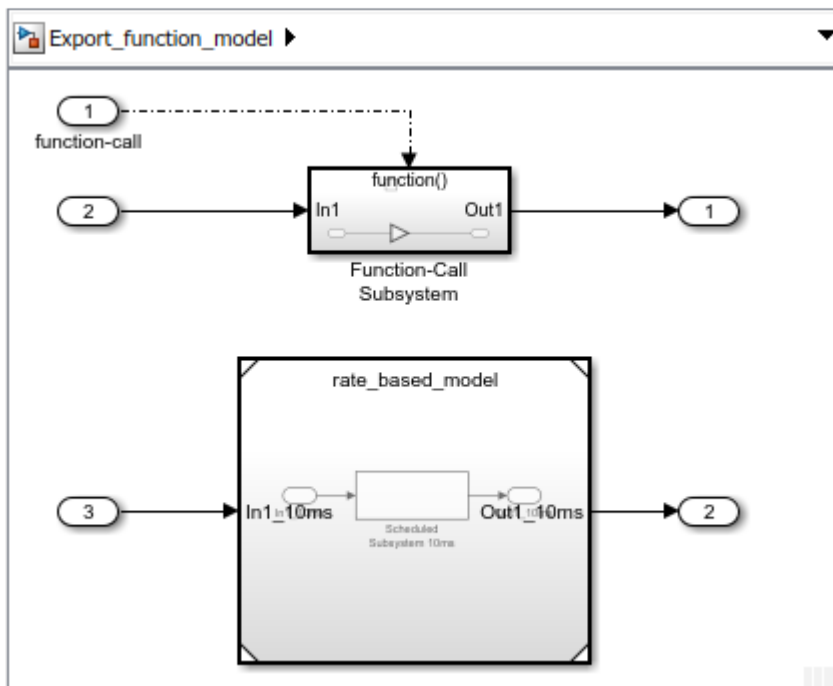 Export_function_model
1
function-call
function()
2
In1
Out1
1
Function-Call
Subsystem
rate_based_model
3
In1_10ms
Out1_10ms
2
Scheduled
Subsystem 10ms